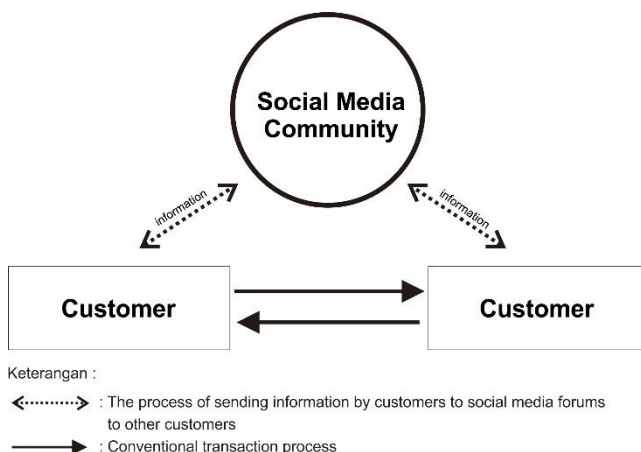 Social Media
Community
information
information
Customer
Customer
Keterangan :
: The process of sending information by customers to social media forums
to other customers
: Conventional transaction process